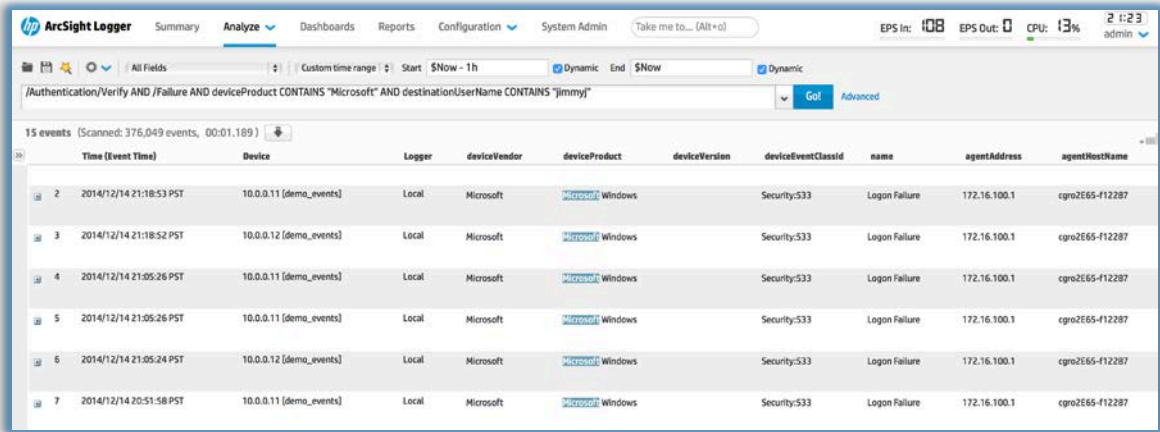 hp ArcSight Logger Summary Analyze Dashboards Reports Configuration System Admin Take me to... (Alt+o) EPS In: 108 EPS Out: 0 CPU: 13% 21:23
admin
All Fields Custom time range Start $Now - 1h Dynamic End $Now Dynamic
/Authentication/Verify AND /Failure AND deviceProduct CONTAINS "Microsoft" AND destinationUserName CONTAINS "jimmyj" Go! Advanced
15 events (Scanned: 376,049 events, 00:01.189)
Time (Event Time) Device Logger deviceVendor deviceProduct deviceVersion deviceEventClassId name agentAddress agentHostName
2 2014/12/14 21:18:53 PST 10.0.0.11 [demo_events] Local Microsoft Microsoft Windows Security:533 Logon Failure 172.16.100.1 cgro2E65-f12287
3 2014/12/14 21:18:52 PST 10.0.0.12 [demo_events] Local Microsoft Microsoft Windows Security:533 Logon Failure 172.16.100.1 cgro2E65-f12287
4 2014/12/14 21:05:26 PST 10.0.0.11 [demo_events] Local Microsoft Microsoft Windows Security:533 Logon Failure 172.16.100.1 cgro2E65-f12287
5 2014/12/14 21:05:26 PST 10.0.0.11 [demo_events] Local Microsoft Microsoft Windows Security:533 Logon Failure 172.16.100.1 cgro2E65-f12287
6 2014/12/14 21:05:24 PST 10.0.0.12 [demo_events] Local Microsoft Microsoft Windows Security:533 Logon Failure 172.16.100.1 cgro2E65-f12287
7 2014/12/14 20:51:58 PST 10.0.0.12 [demo_events] Local Microsoft Microsoft Windows Security:533 Logon Failure 172.16.100.1 cgro2E65-f12287